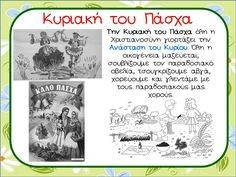 Κυριακή του Πάσχα
Την Κυριακή του Πάσχα όλη η
Χριστιανοσύνη γιορτάζει την
Ανάσταση του Κυρίου. Όλη η
οικογένεια μαζεύεται,
σουβλίζουμε τον παραδοσιακό
οβελία, τσουγκρίζουμε αβγά,
χορεύουμε και γλεντάμε με
τους παραδοσιακούς μας
χορούς.
ΚΑΛΟ ΠΑΣΧΑ